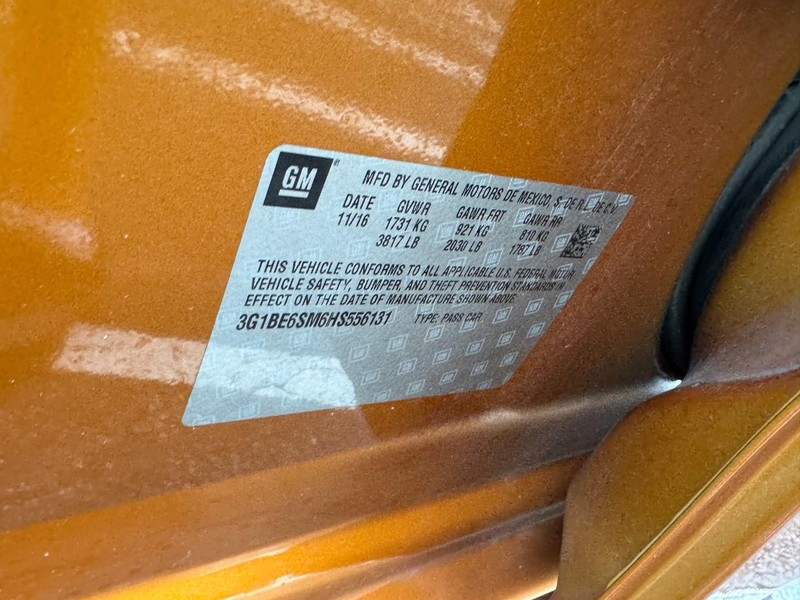 GM
MFD BY GENERAL MOTORS DE MEXICO, S. DE R.L. DE C.V.
DATE GVWR GAWR FRT GAWR RR
11/16 1731 KG 921 KG 810 KG
3817 LB 2030 LB 1787 LB
THIS VEHICLE CONFORMS TO ALL APPLICABLE U.S. FEDERAL MOTOR
VEHICLE SAFETY, BUMPER, AND THEFT PREVENTION STANDARDS IN
EFFECT ON THE DATE OF MANUFACTURE SHOWN ABOVE.
3G1BE6SM6HS556131 TYPE: PASS CAR